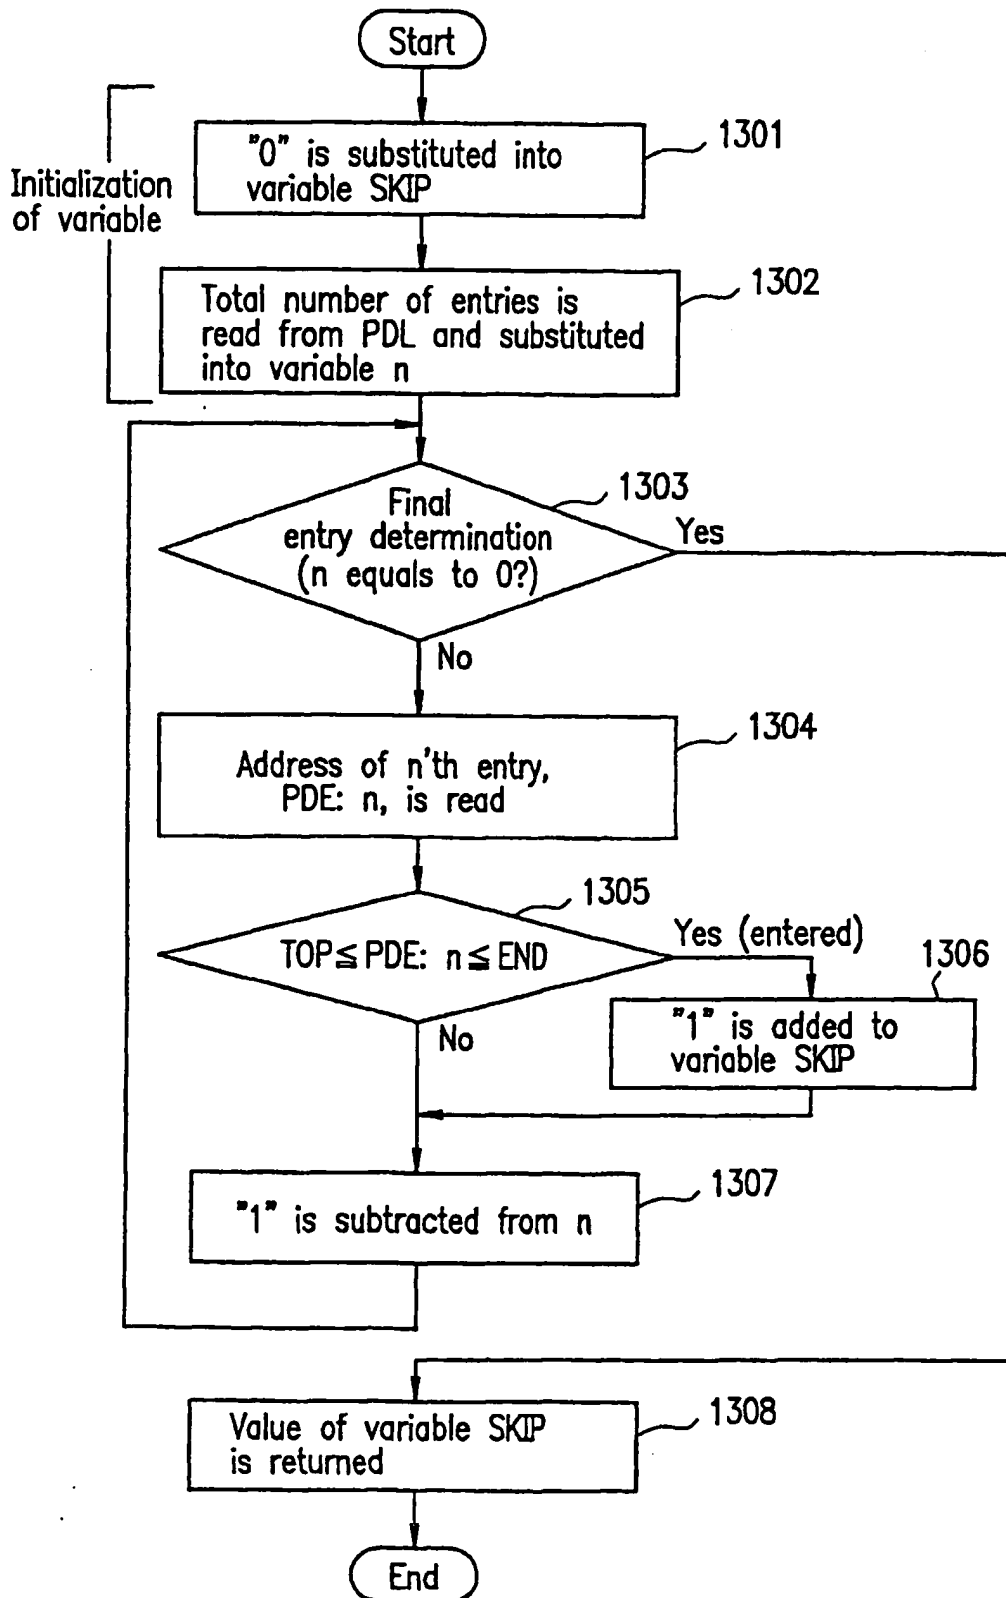 Start
"0" is substituted into
variable SKIP
1301
Initialization
of variable
Total number of entries is
read from PDL and substituted
into variable n
1302
Final
entry determination
(n equals to 0?)
1303
Yes
No
Address of n'th entry,
PDE: n, is read
1304
TOP≦PDE: n≦END
1305
Yes (entered)
No
"1" is added to
variable SKIP
1306
"1" is subtracted from n
1307
Value of variable SKIP
is returned
1308
End